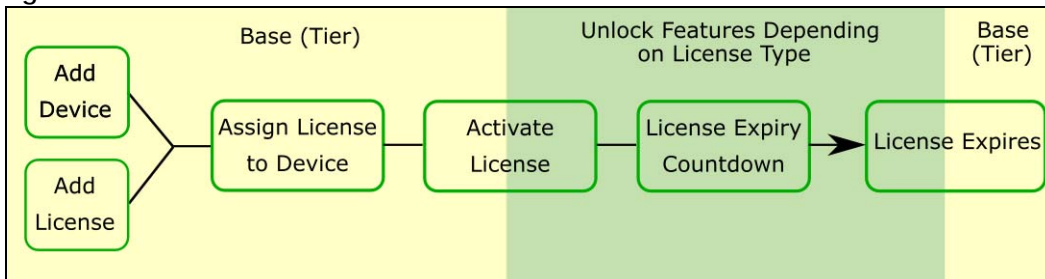 Base (Tier)
Unlock Features Depending
on License Type
Base
(Tier)
Add
Device
Add
License
Assign License
to Device
Activate
License
License Expiry
Countdown
License Expires